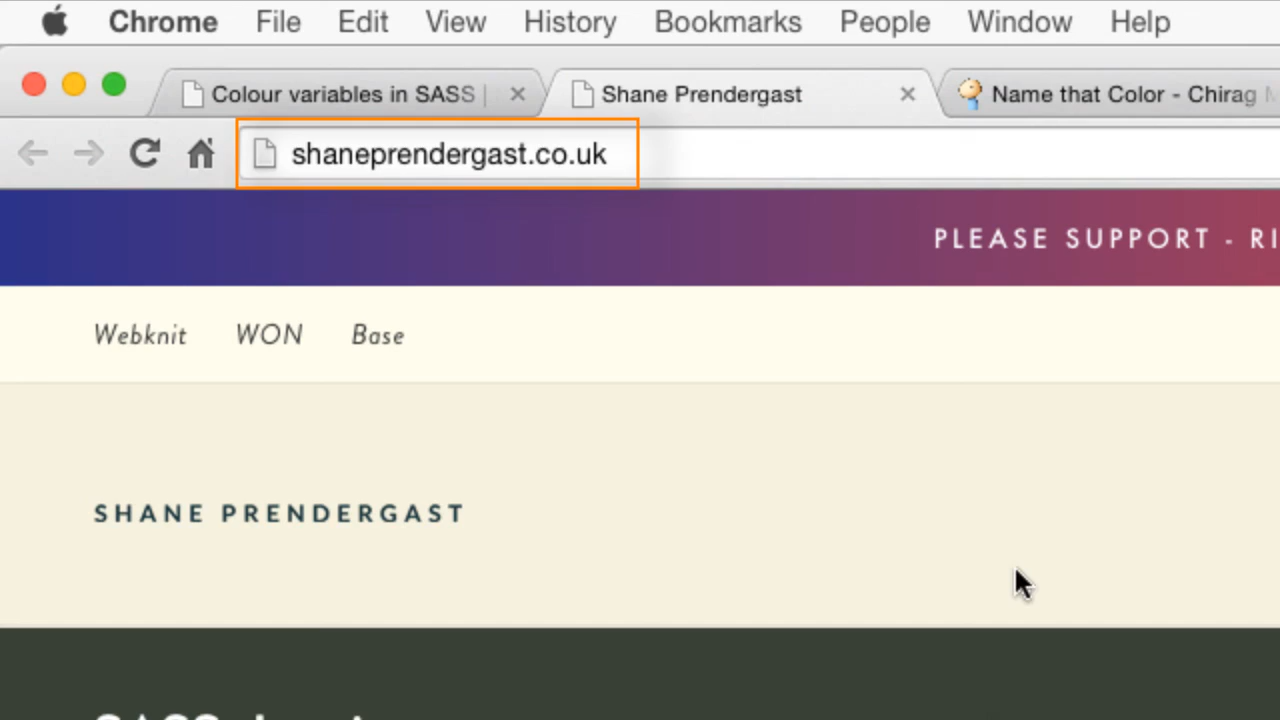 Chrome File Edit View History Bookmarks People Window Help
Colour variables in SASS | Shane Prendergast Name that Color - Chirag
shaneprendergast.co.uk
PLEASE SUPPORT -
Webknit WON Base
SHANE PRENDERGAST